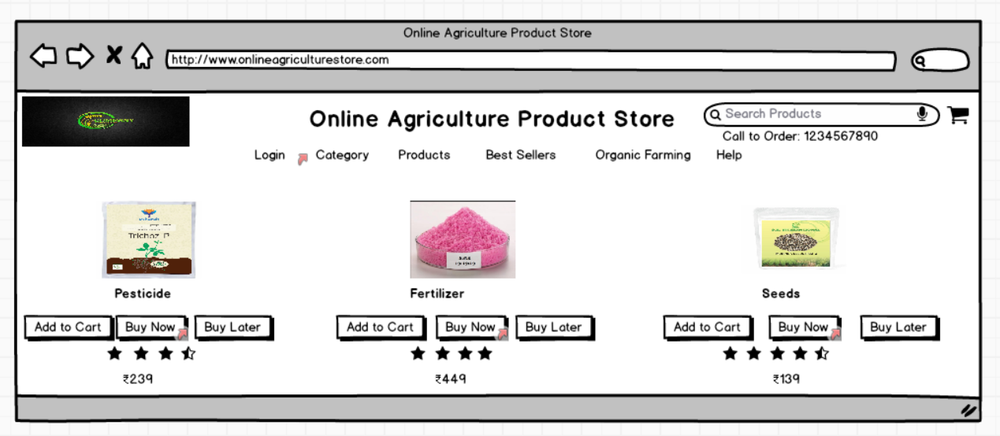 Online Agriculture Product Store
http://www.onlineagriculturestore.com
Online Agriculture Product Store
Search Products
Call to Order: 1234567890
Login Category Products Best Sellers Organic Farming Help
Pesticide Fertilizer Seeds
Add to Cart Buy Now Buy Later Add to Cart Buy Now Buy Later Add to Cart Buy Now Buy Later
₹239 ₹449 ₹139